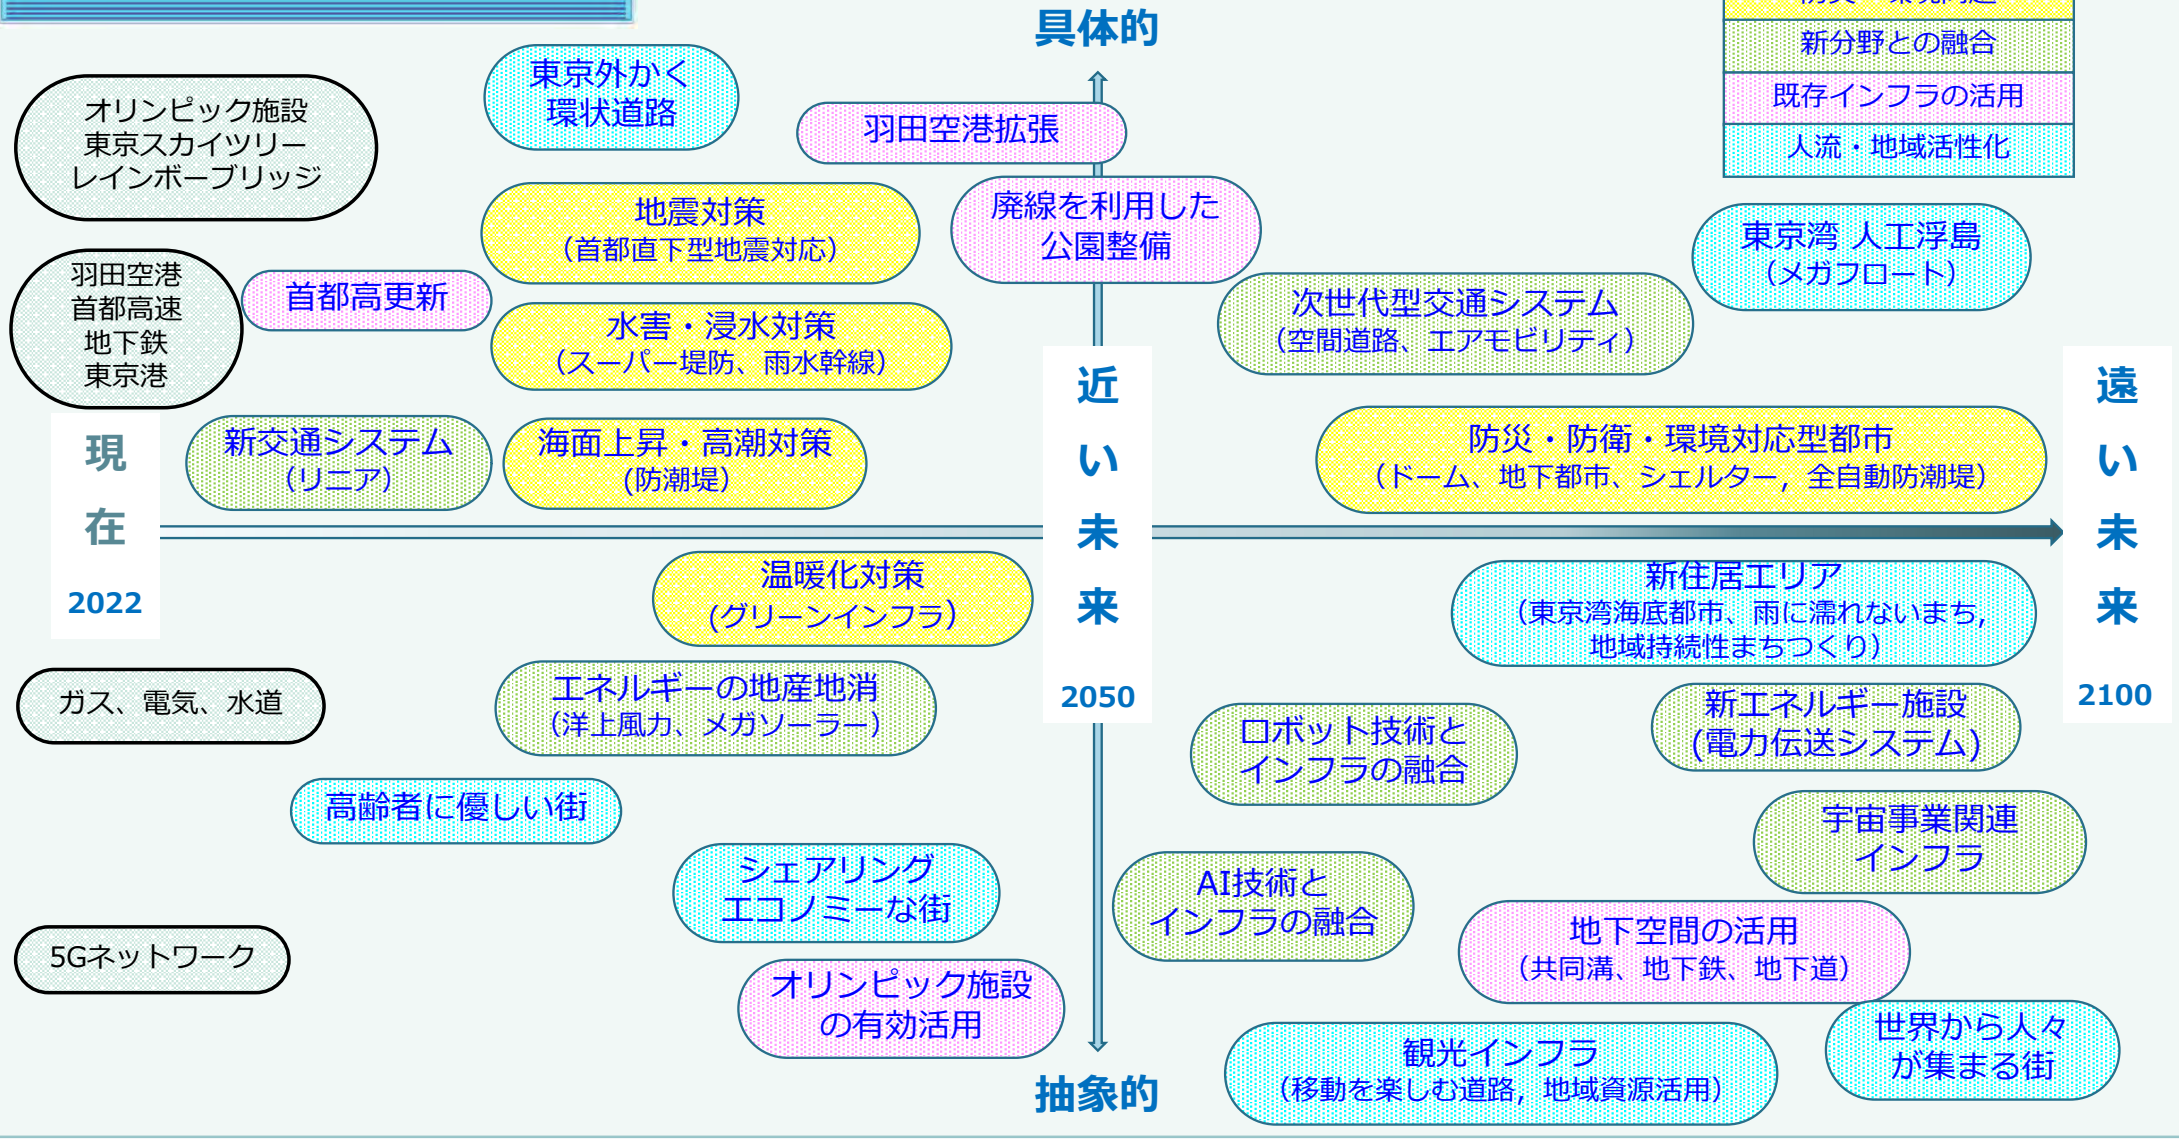 具体的
新分野との融合
既存インフラの活用
人流・地域活性化
東京外かく
環状道路
オリンピック施設
東京スカイツリー
レインボーブリッジ
羽田空港拡張
地震対策
（首都直下型地震対応）
廃線を利用した
公園整備
東京湾 人工浮島
（メガフロート）
羽田空港
首都高速
地下鉄
東京港
首都高更新
水害・浸水対策
（スーパー堤防、雨水幹線）
次世代型交通システム
（空間道路、エアモビリティ）
新交通システム
（リニア）
海面上昇・高潮対策
(防潮堤）
防災・防衛・環境対応型都市
（ドーム、地下都市、シェルター，全自動防潮堤）
現在
2022
近い未来
2050
遠い未来
2100
温暖化対策
(グリーンインフラ）
新住居エリア
（東京湾海底都市、雨に濡れないまち，
地域持続性まちつくり）
ガス、電気、水道
エネルギーの地産地消
（洋上風力、メガソーラー）
ロボット技術と
インフラの融合
新エネルギー施設
(電力伝送システム)
高齢者に優しい街
宇宙事業関連
インフラ
シェアリング
エコノミーな街
AI技術と
インフラの融合
5Gネットワーク
地下空間の活用
（共同溝、地下鉄、地下道）
オリンピック施設
の有効活用
世界から人々
が集まる街
観光インフラ
（移動を楽しむ道路，地域資源活用）
抽象的